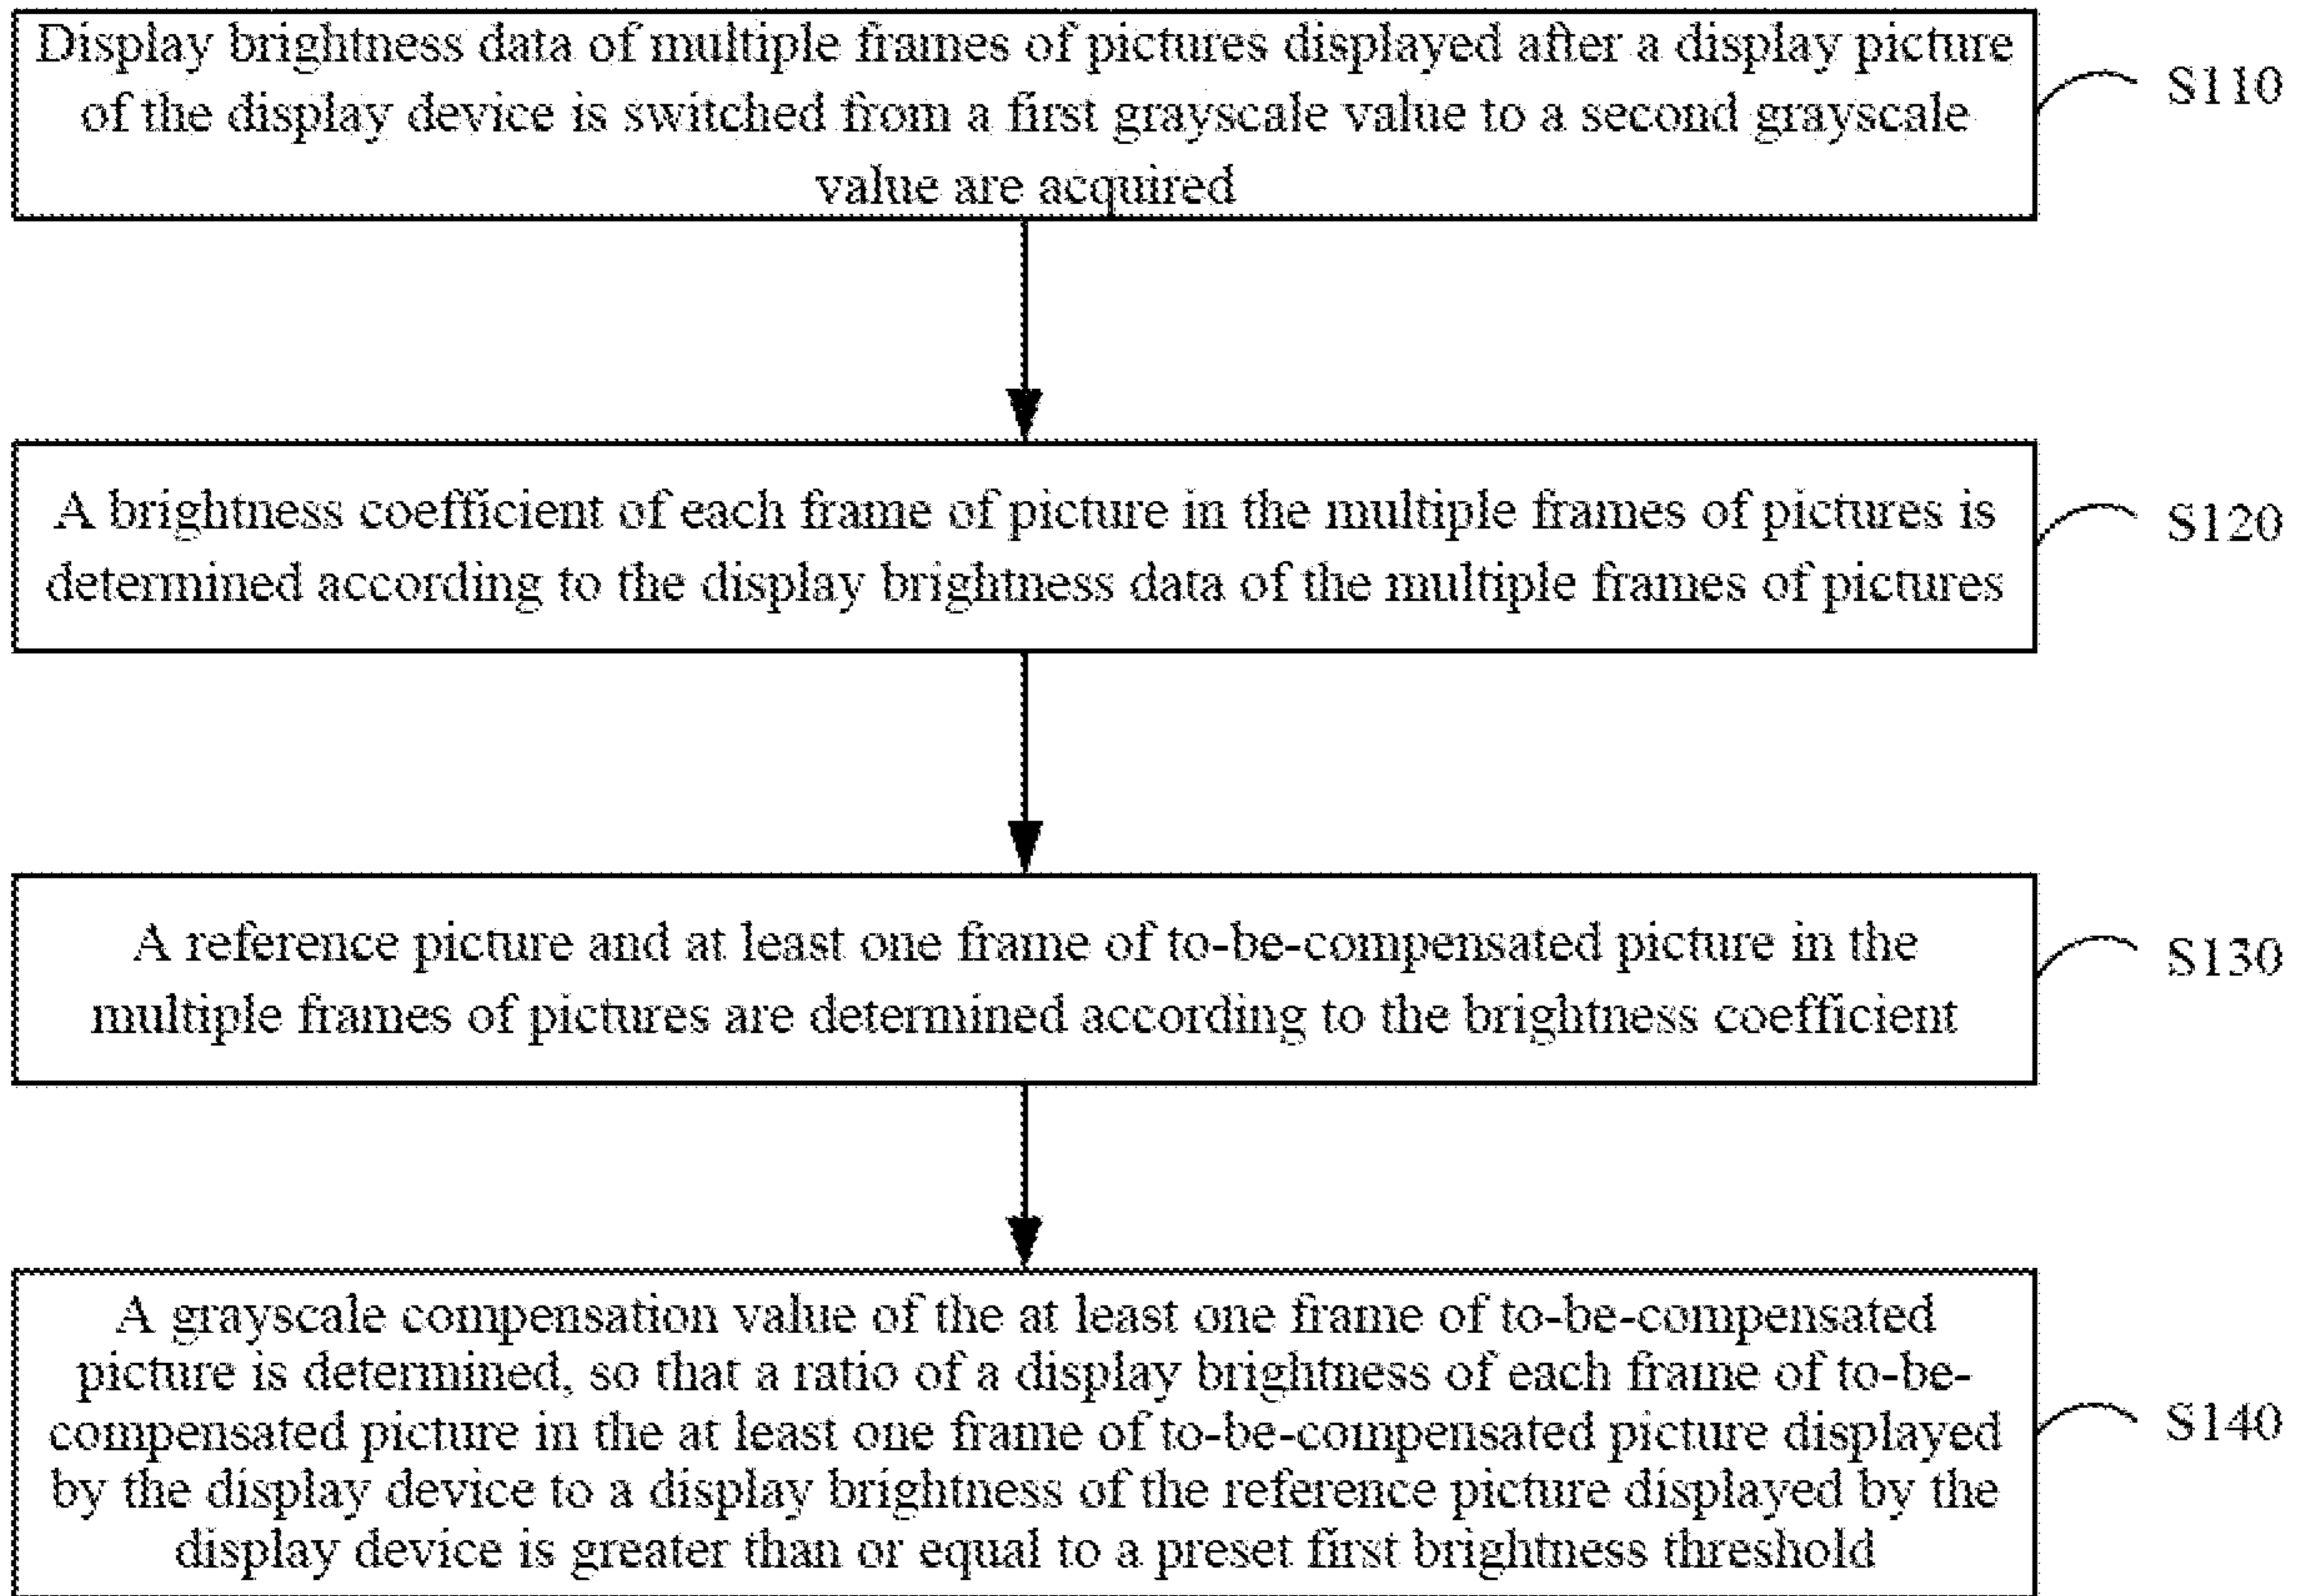 Display brightness data of multiple frames of pictures displayed after a display picture
of the display device is switched from a first grayscale value to a second grayscale
value are acquired
S110
A brightness coefficient of each frame of picture in the multiple frames of pictures is
determined according to the display brightness data of the multiple frames of pictures
S120
A reference picture and at least one frame of to-be-compensated picture in the
multiple frames of pictures are determined according to the brightness coefficient
S130
A grayscale compensation value of the at least one frame of to-be-compensated
picture is determined, so that a ratio of a display brightness of each frame of to-be-
compensated picture in the at least one frame of to-be-compensated picture displayed
by the display device to a display brightness of the reference picture displayed by the
display device is greater than or equal to a preset first brightness threshold
S140